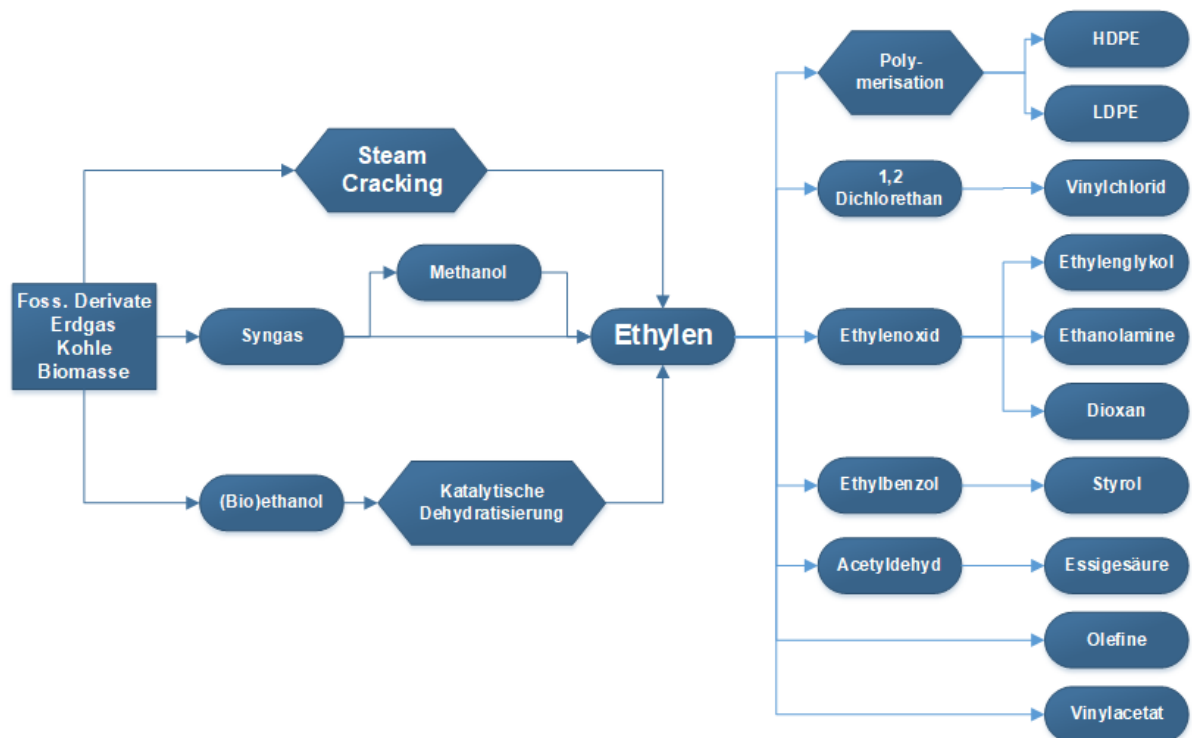 Foss. Derivate
Erdgas
Kohle
Biomasse
Steam
Cracking
Syngas
Methanol
(Bio)ethanol
Katalytische
Dehydratisierung
Ethylen
Poly-
merisation
HDPE
LDPE
1,2
Dichlorethan
Vinylchlorid
Ethylenoxid
Ethylenglykol
Ethanolamine
Dioxan
Ethylbenzol
Styrol
Acetyldehyd
Essigesäure
Olefine
Vinylacetat